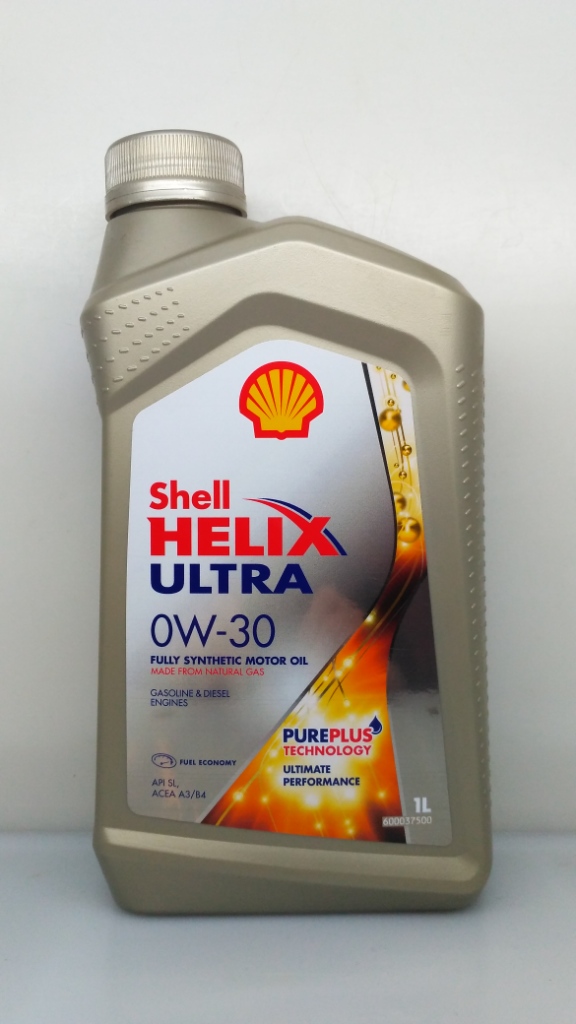 Shell
HELIX
ULTRA
0W-30
FULLY SYNTHETIC MOTOR OIL
MADE FROM NATURAL GAS
GASOLINE & DIESEL
ENGINES
PUREPLUS
TECHNOLOGY
ULTIMATE
PERFORMANCE
FUEL ECONOMY
API SL,
ACEA A3/B4
1L
600037500